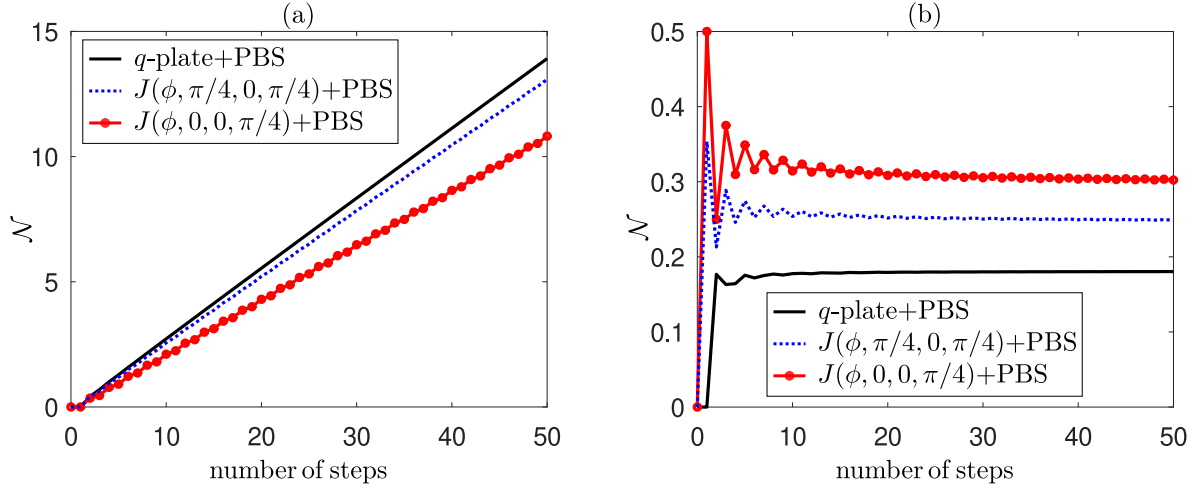 (a)
15
10
5
0
𝒩
q-plate+PBS
J(ϕ, π/4, 0, π/4)+PBS
J(ϕ, 0, 0, π/4)+PBS
0 10 20 30 40 50
number of steps
(b)
0.5
0.4
0.3
0.2
0.1
0
𝒩
q-plate+PBS
J(ϕ, π/4, 0, π/4)+PBS
J(ϕ, 0, 0, π/4)+PBS
0 10 20 30 40 50
number of steps